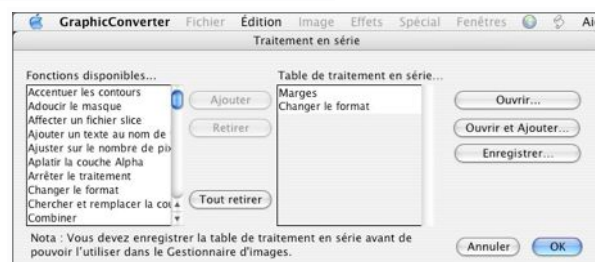 GraphicConverter Fichier Édition Image Effets Spécial Fenêtres Ai
Traitement en série
Fonctions disponibles...
Table de traitement en série...
Accentuer les contours
Adoucir le masque
Affecter un fichier slice
Ajouter un texte au nom de
Ajuster sur le nombre de pix
Aplatir la couche Alpha
Arrêter le traitement
Changer le format
Chercher et remplacer la cou
Combiner
Ajouter
Retirer
Tout retirer
Marges
Changer le format
Ouvrir...
Ouvrir et Ajouter...
Enregistrer...
Nota : Vous devez enregistrer la table de traitement en série avant de
pouvoir l'utiliser dans le Gestionnaire d'images.
Annuler
OK